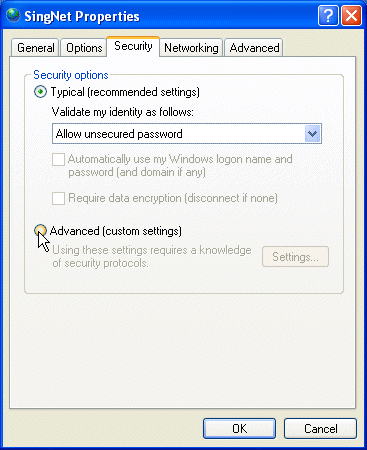 SingNet Properties
General Options Security Networking Advanced
Security options
Typical (recommended settings)
Validate my identity as follows:
Allow unsecured password
Automatically use my Windows logon name and
password (and domain if any)
Require data encryption (disconnect if none)
Advanced (custom settings)
Using these settings requires a knowledge
of security protocols.
Settings...
OK Cancel